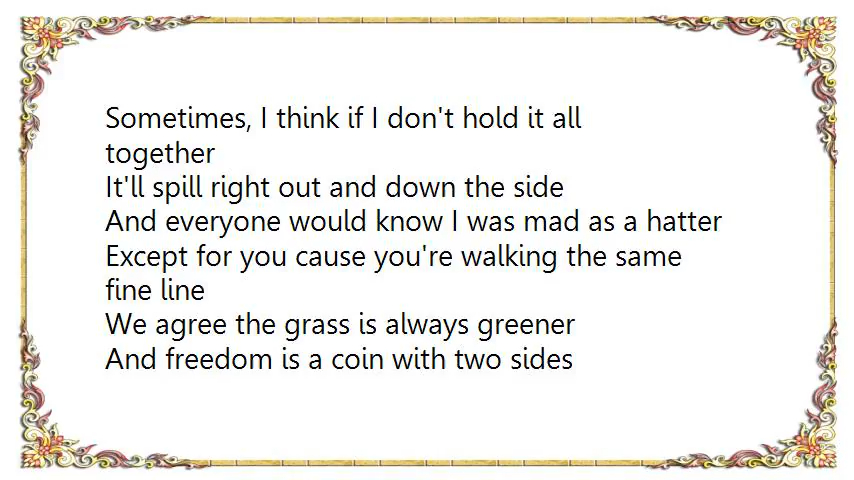 Sometimes, I think if I don't hold it all
together
It'll spill right out and down the side
And everyone would know I was mad as a hatter
Except for you cause you're walking the same
fine line
We agree the grass is always greener
And freedom is a coin with two sides